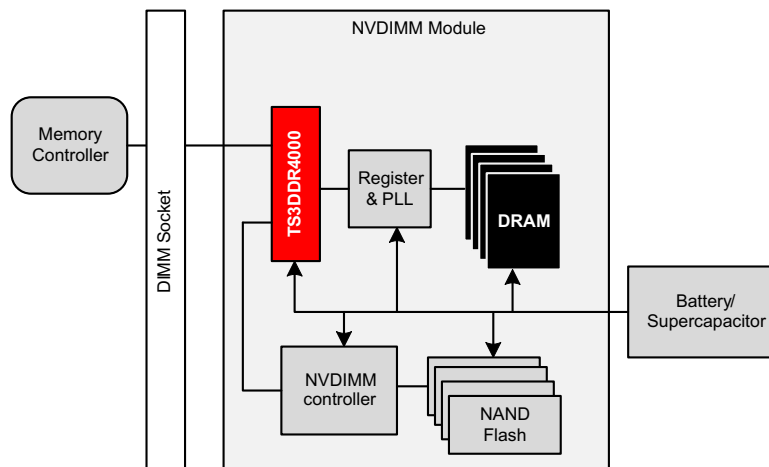 NVDIMM Module
Memory
Controller
DIMM Socket
TS3DDR4000
Register
& PLL
DRAM
Battery/
Supercapacitor
NVDIMM
controller
NAND
Flash